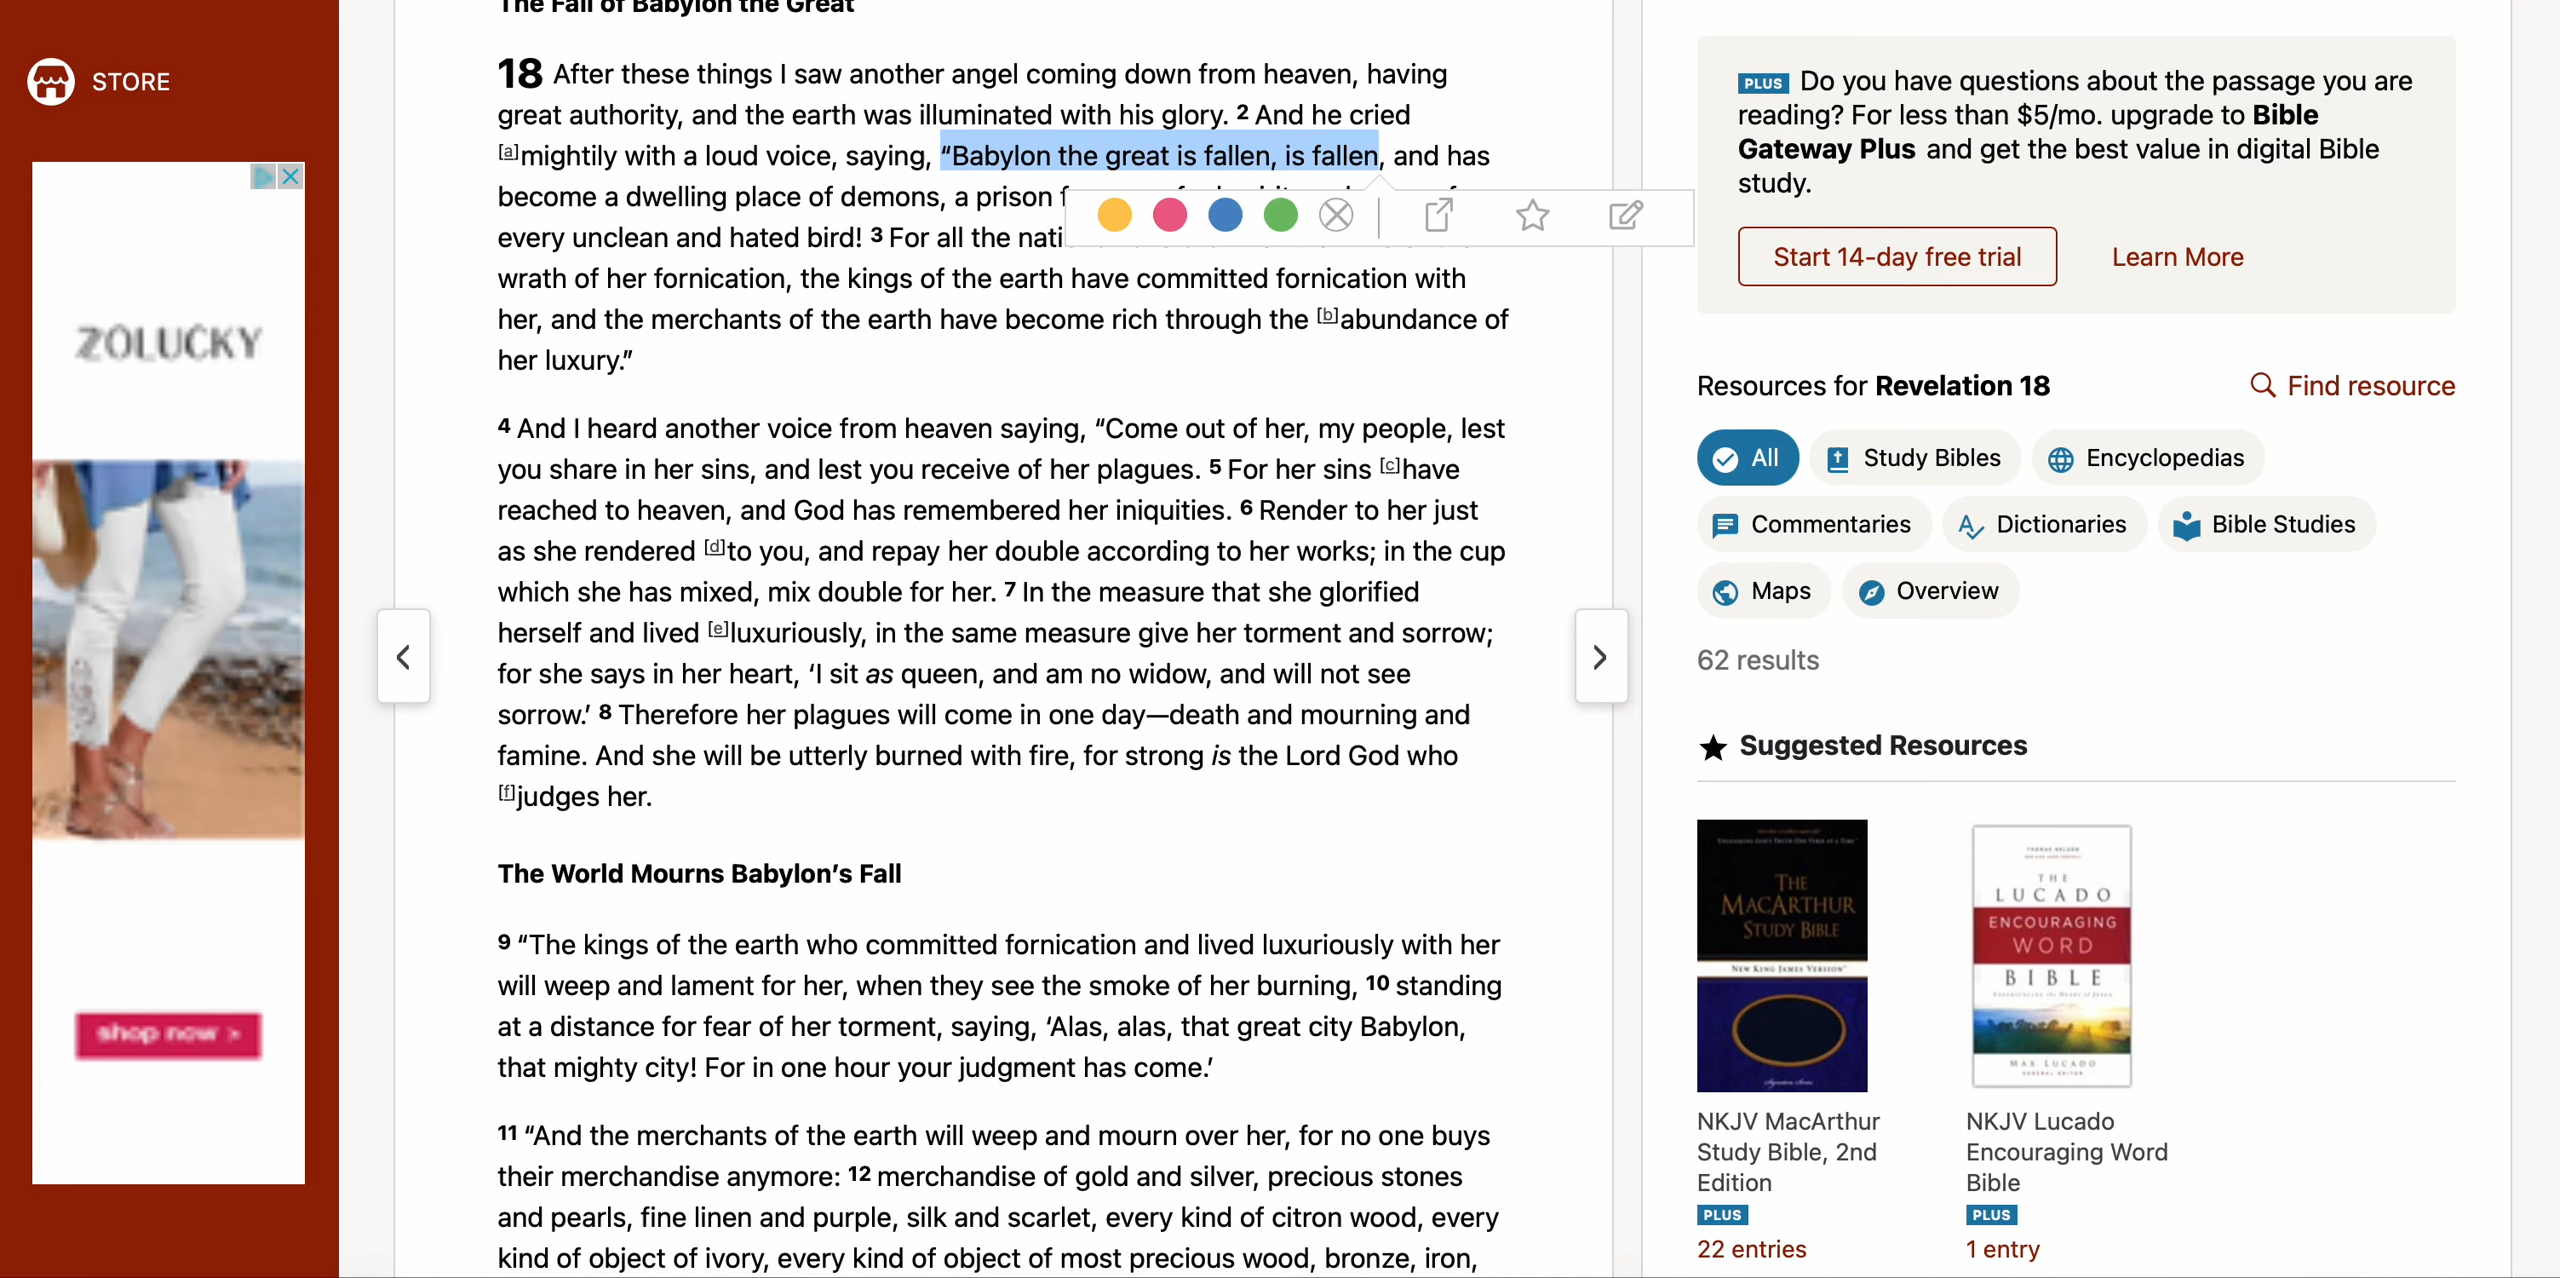 The Fall of Babylon the Great
STORE
ZOLUCKY
shop now >
18 After these things I saw another angel coming down from heaven, having
great authority, and the earth was illuminated with his glory. 2 And he cried
[a]mightily with a loud voice, saying, “Babylon the great is fallen, is fallen, and has
become a dwelling place of demons, a prison
every unclean and hated bird! 3 For all the nati
wrath of her fornication, the kings of the earth have committed fornication with
her, and the merchants of the earth have become rich through the [b]abundance of
her luxury.”
4 And I heard another voice from heaven saying, “Come out of her, my people, lest
you share in her sins, and lest you receive of her plagues. 5 For her sins [c]have
reached to heaven, and God has remembered her iniquities. 6 Render to her just
as she rendered [d]to you, and repay her double according to her works; in the cup
which she has mixed, mix double for her. 7 In the measure that she glorified
herself and lived [e]luxuriously, in the same measure give her torment and sorrow;
for she says in her heart, ‘I sit as queen, and am no widow, and will not see
sorrow.’ 8 Therefore her plagues will come in one day—death and mourning and
famine. And she will be utterly burned with fire, for strong is the Lord God who
[f]judges her.
The World Mourns Babylon’s Fall
9 “The kings of the earth who committed fornication and lived luxuriously with her
will weep and lament for her, when they see the smoke of her burning, 10 standing
at a distance for fear of her torment, saying, ‘Alas, alas, that great city Babylon,
that mighty city! For in one hour your judgment has come.’
11 “And the merchants of the earth will weep and mourn over her, for no one buys
their merchandise anymore: 12 merchandise of gold and silver, precious stones
and pearls, fine linen and purple, silk and scarlet, every kind of citron wood, every
kind of object of ivory, every kind of object of most precious wood, bronze, iron,
PLUS Do you have questions about the passage you are
reading? For less than $5/mo. upgrade to Bible
Gateway Plus and get the best value in digital Bible
study.
Start 14-day free trial
Learn More
Resources for Revelation 18
Find resource
All
Study Bibles
Encyclopedias
Commentaries
Dictionaries
Bible Studies
Maps
Overview
62 results
Suggested Resources
UNLEASHING GOD'S TRUTH ONE VERSE AT A TIME
THE
MACARTHUR
STUDY BIBLE
NEW KING JAMES VERSION
Signature Series
THOMAS NELSON
THE
LUCADO
ENCOURAGING
WORD
BIBLE
MAX LUCADO
GENERAL EDITOR
NKJV MacArthur
Study Bible, 2nd
Edition
PLUS
22 entries
NKJV Lucado
Encouraging Word
Bible
PLUS
1 entry